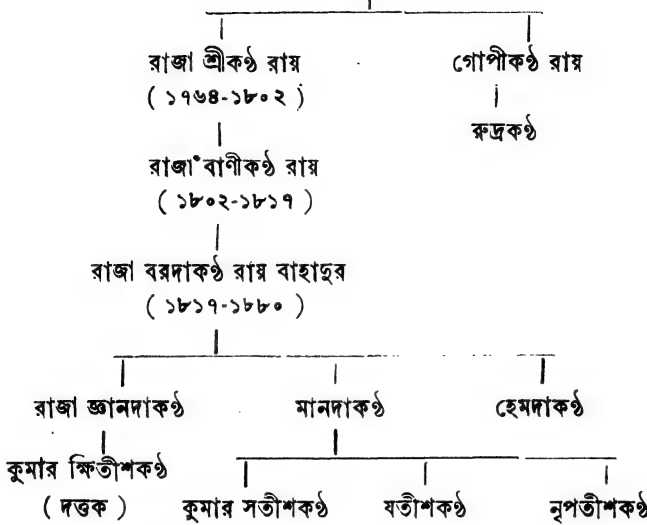 রাজা শ্রীকণ্ঠ রায় গোপীকণ্ঠ রায়
( ১৭৬৪-১৮০২ )
রুদ্রকণ্ঠ
রাজা বাণীকণ্ঠ রায়
( ১৮০২-১৮১৭ )
রাজা বরদাকণ্ঠ রায় বাহাদুর
( ১৮১৭-১৮৮০ )
রাজা জ্ঞানদাকণ্ঠ মানদাকণ্ঠ হেমদাকণ্ঠ
কুমার ক্ষিতীশকণ্ঠ
( দত্তক ) কুমার সতীশকণ্ঠ যতীশকণ্ঠ নৃপতীশকণ্ঠ